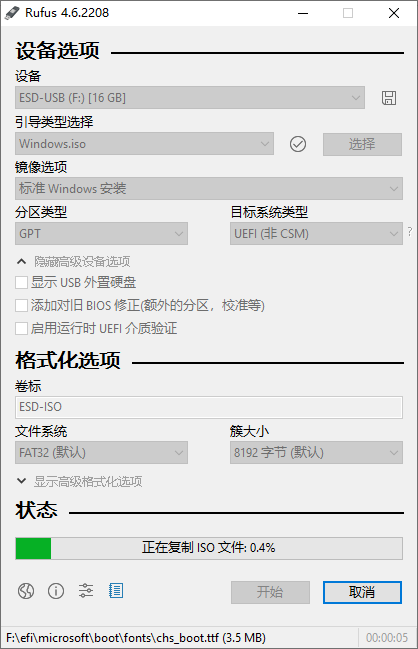 Rufus 4.6.2208
设备选项
设备
ESD-USB (F:) [16 GB]
引导类型选择
Windows.iso
选择
镜像选项
标准 Windows 安装
分区类型
目标系统类型
GPT
UEFI (非 CSM)
?
隐藏高级设备选项
显示 USB 外置硬盘
添加对旧 BIOS 修正(额外的分区，校准等)
启用运行时 UEFI 介质验证
格式化选项
卷标
ESD-ISO
文件系统
簇大小
FAT32 (默认)
8192 字节 (默认)
显示高级格式化选项
状态
正在复制 ISO 文件: 0.4%
开始
取消
F:\efi\microsoft\boot\fonts\chs_boot.ttf (3.5 MB)
00:00:05